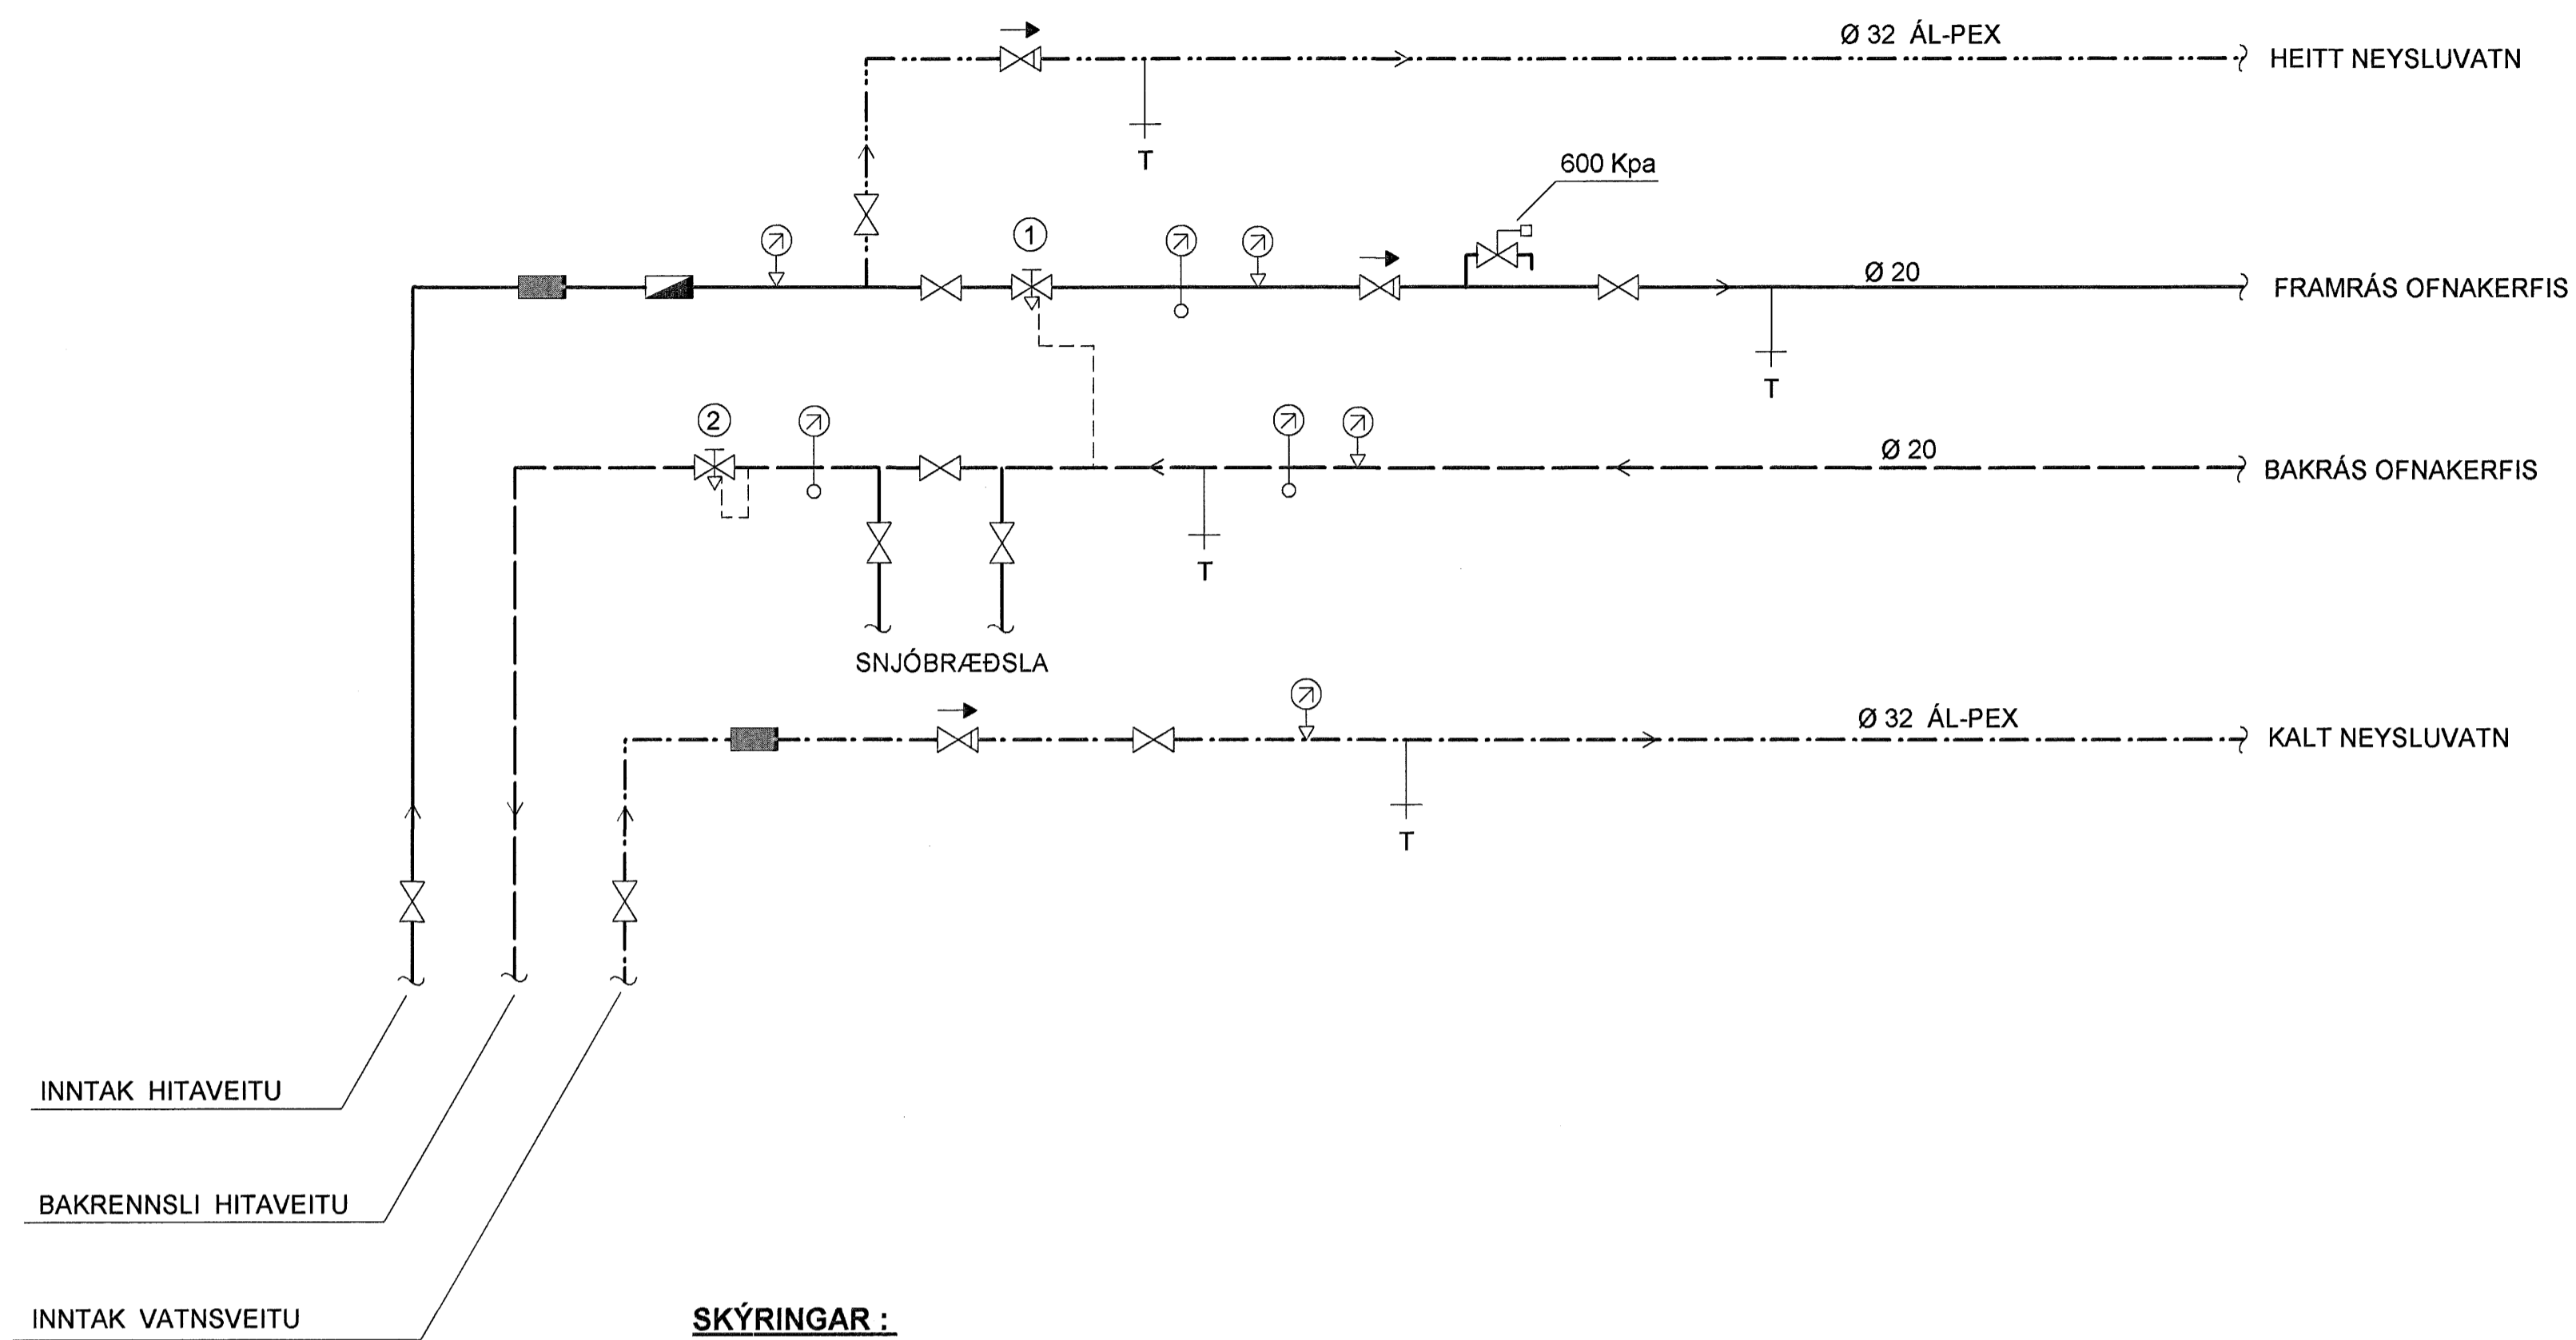 Ø 32 ÁL-PEX
HEITT NEYSLUVATN
T
600 Kpa
1
Ø 20
FRAMRÁS OFNAKERFIS
T
2
Ø 20
BAKRÁS OFNAKERFIS
T
SNJÓBRÆÐSLA
Ø 32 ÁL-PEX
KALT NEYSLUVATN
T
INNTAK HITAVEITU
BAKRENNSLI HITAVEITU
INNTAK VATNSVEITU
SKÝRINGAR :